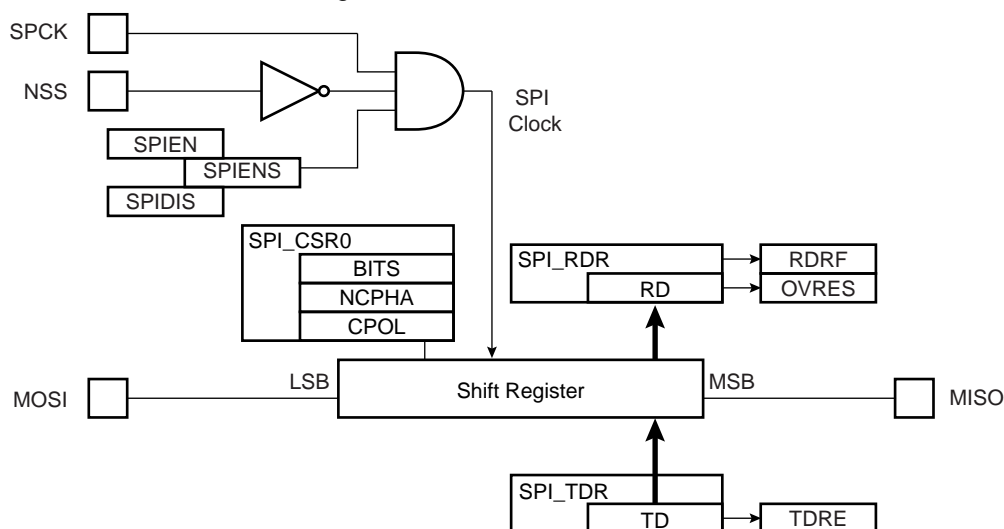 SPCK
NSS
SPI
Clock
SPIEN
SPIENS
SPIDIS
SPI_CSR0
BITS
NCPHA
CPOL
SPI_RDR
RD
RDRF
OVRES
MOSI
LSB
Shift Register
MSB
MISO
SPI_TDR
TD
TDRE